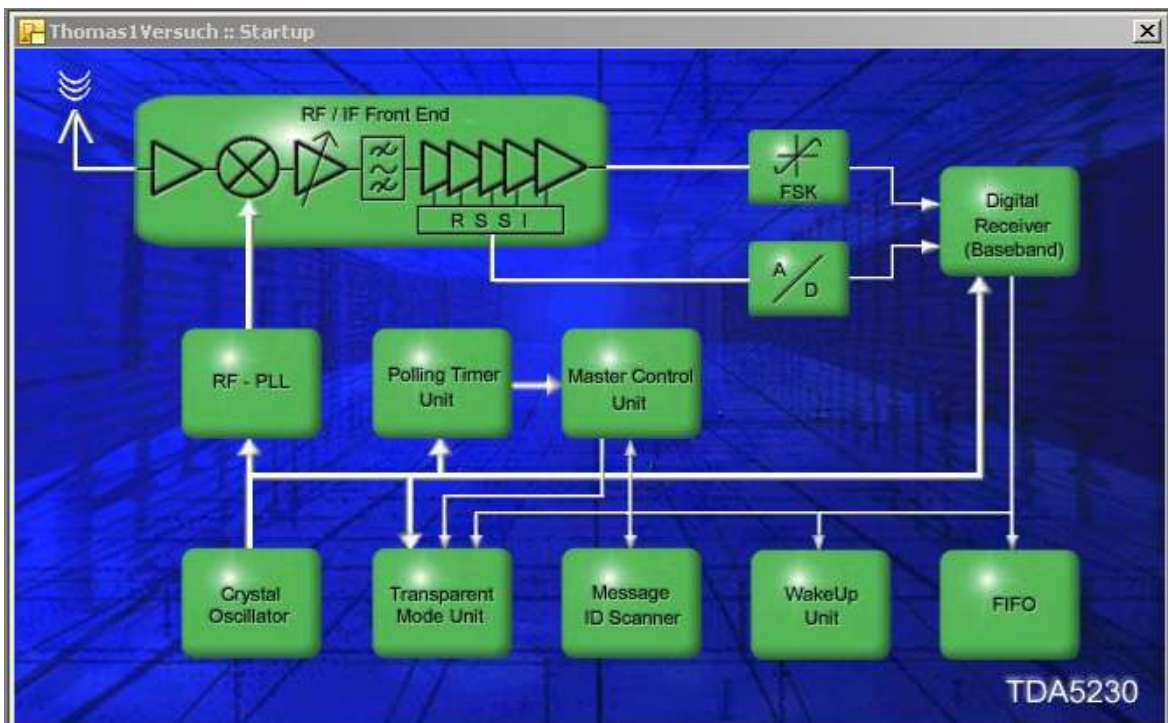 Thomas1Versuch :: Startup
RF / IF Front End
R S S I
FSK
A
D
Digital
Receiver
(Baseband)
RF - PLL
Polling Timer
Unit
Master Control
Unit
Crystal
Oscillator
Transparent
Mode Unit
Message
ID Scanner
WakeUp
Unit
FIFO
TDA5230